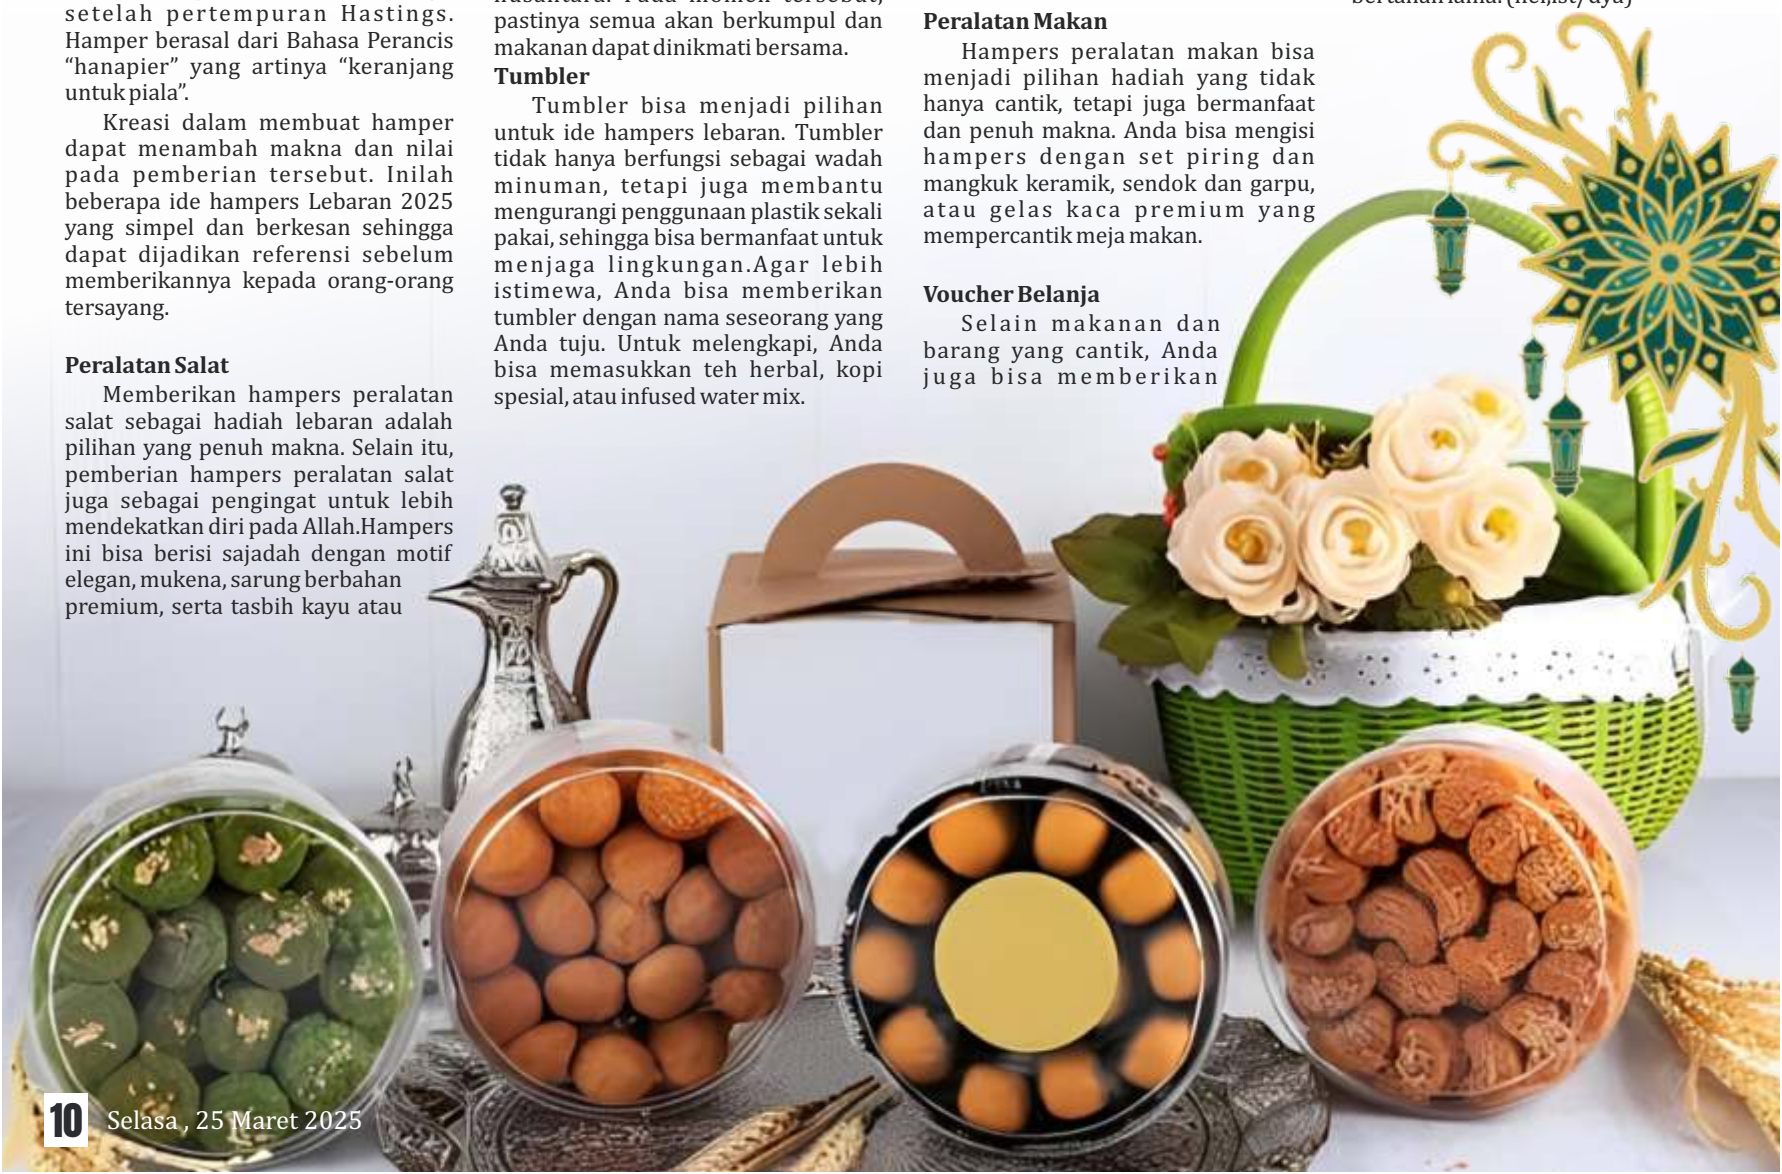 setelah pertempuran Hastings.
Hamper berasal dari Bahasa Perancis
“hanapier” yang artinya “keranjang
untuk piala”.
Kreasi dalam membuat hamper
dapat menambah makna dan nilai
pada pemberian tersebut. Inilah
beberapa ide hampers Lebaran 2025
yang simpel dan berkesan sehingga
dapat dijadikan referensi sebelum
memberikannya kepada orang-orang
tersayang.
Peralatan Salat
Memberikan hampers peralatan
salat sebagai hadiah lebaran adalah
pilihan yang penuh makna. Selain itu,
pemberian hampers peralatan salat
juga sebagai pengingat untuk lebih
mendekatkan diri pada Allah.Hampers
ini bisa berisi sajadah dengan motif
elegan, mukena, sarung berbahan
premium, serta tasbih kayu atau
pastinya semua akan berkumpul dan
makanan dapat dinikmati bersama.
Tumbler
Tumbler bisa menjadi pilihan
untuk ide hampers lebaran. Tumbler
tidak hanya berfungsi sebagai wadah
minuman, tetapi juga membantu
mengurangi penggunaan plastik sekali
pakai, sehingga bisa bermanfaat untuk
menjaga lingkungan.Agar lebih
istimewa, Anda bisa memberikan
tumbler dengan nama seseorang yang
Anda tuju. Untuk melengkapi, Anda
bisa memasukkan teh herbal, kopi
spesial, atau infused water mix.
Peralatan Makan
Hampers peralatan makan bisa
menjadi pilihan hadiah yang tidak
hanya cantik, tetapi juga bermanfaat
dan penuh makna. Anda bisa mengisi
hampers dengan set piring dan
mangkuk keramik, sendok dan garpu,
atau gelas kaca premium yang
mempercantik meja makan.
Voucher Belanja
Selain makanan dan
barang yang cantik, Anda
juga bisa memberikan
10 Selasa , 25 Maret 2025